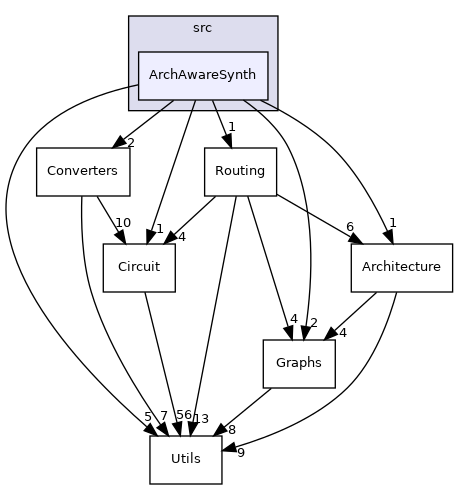 src
ArchAwareSynth
1
2
Converters
Routing
10
1
4
6
1
Circuit
Architecture
4
2
4
Graphs
5
7
56
13
8
9
Utils